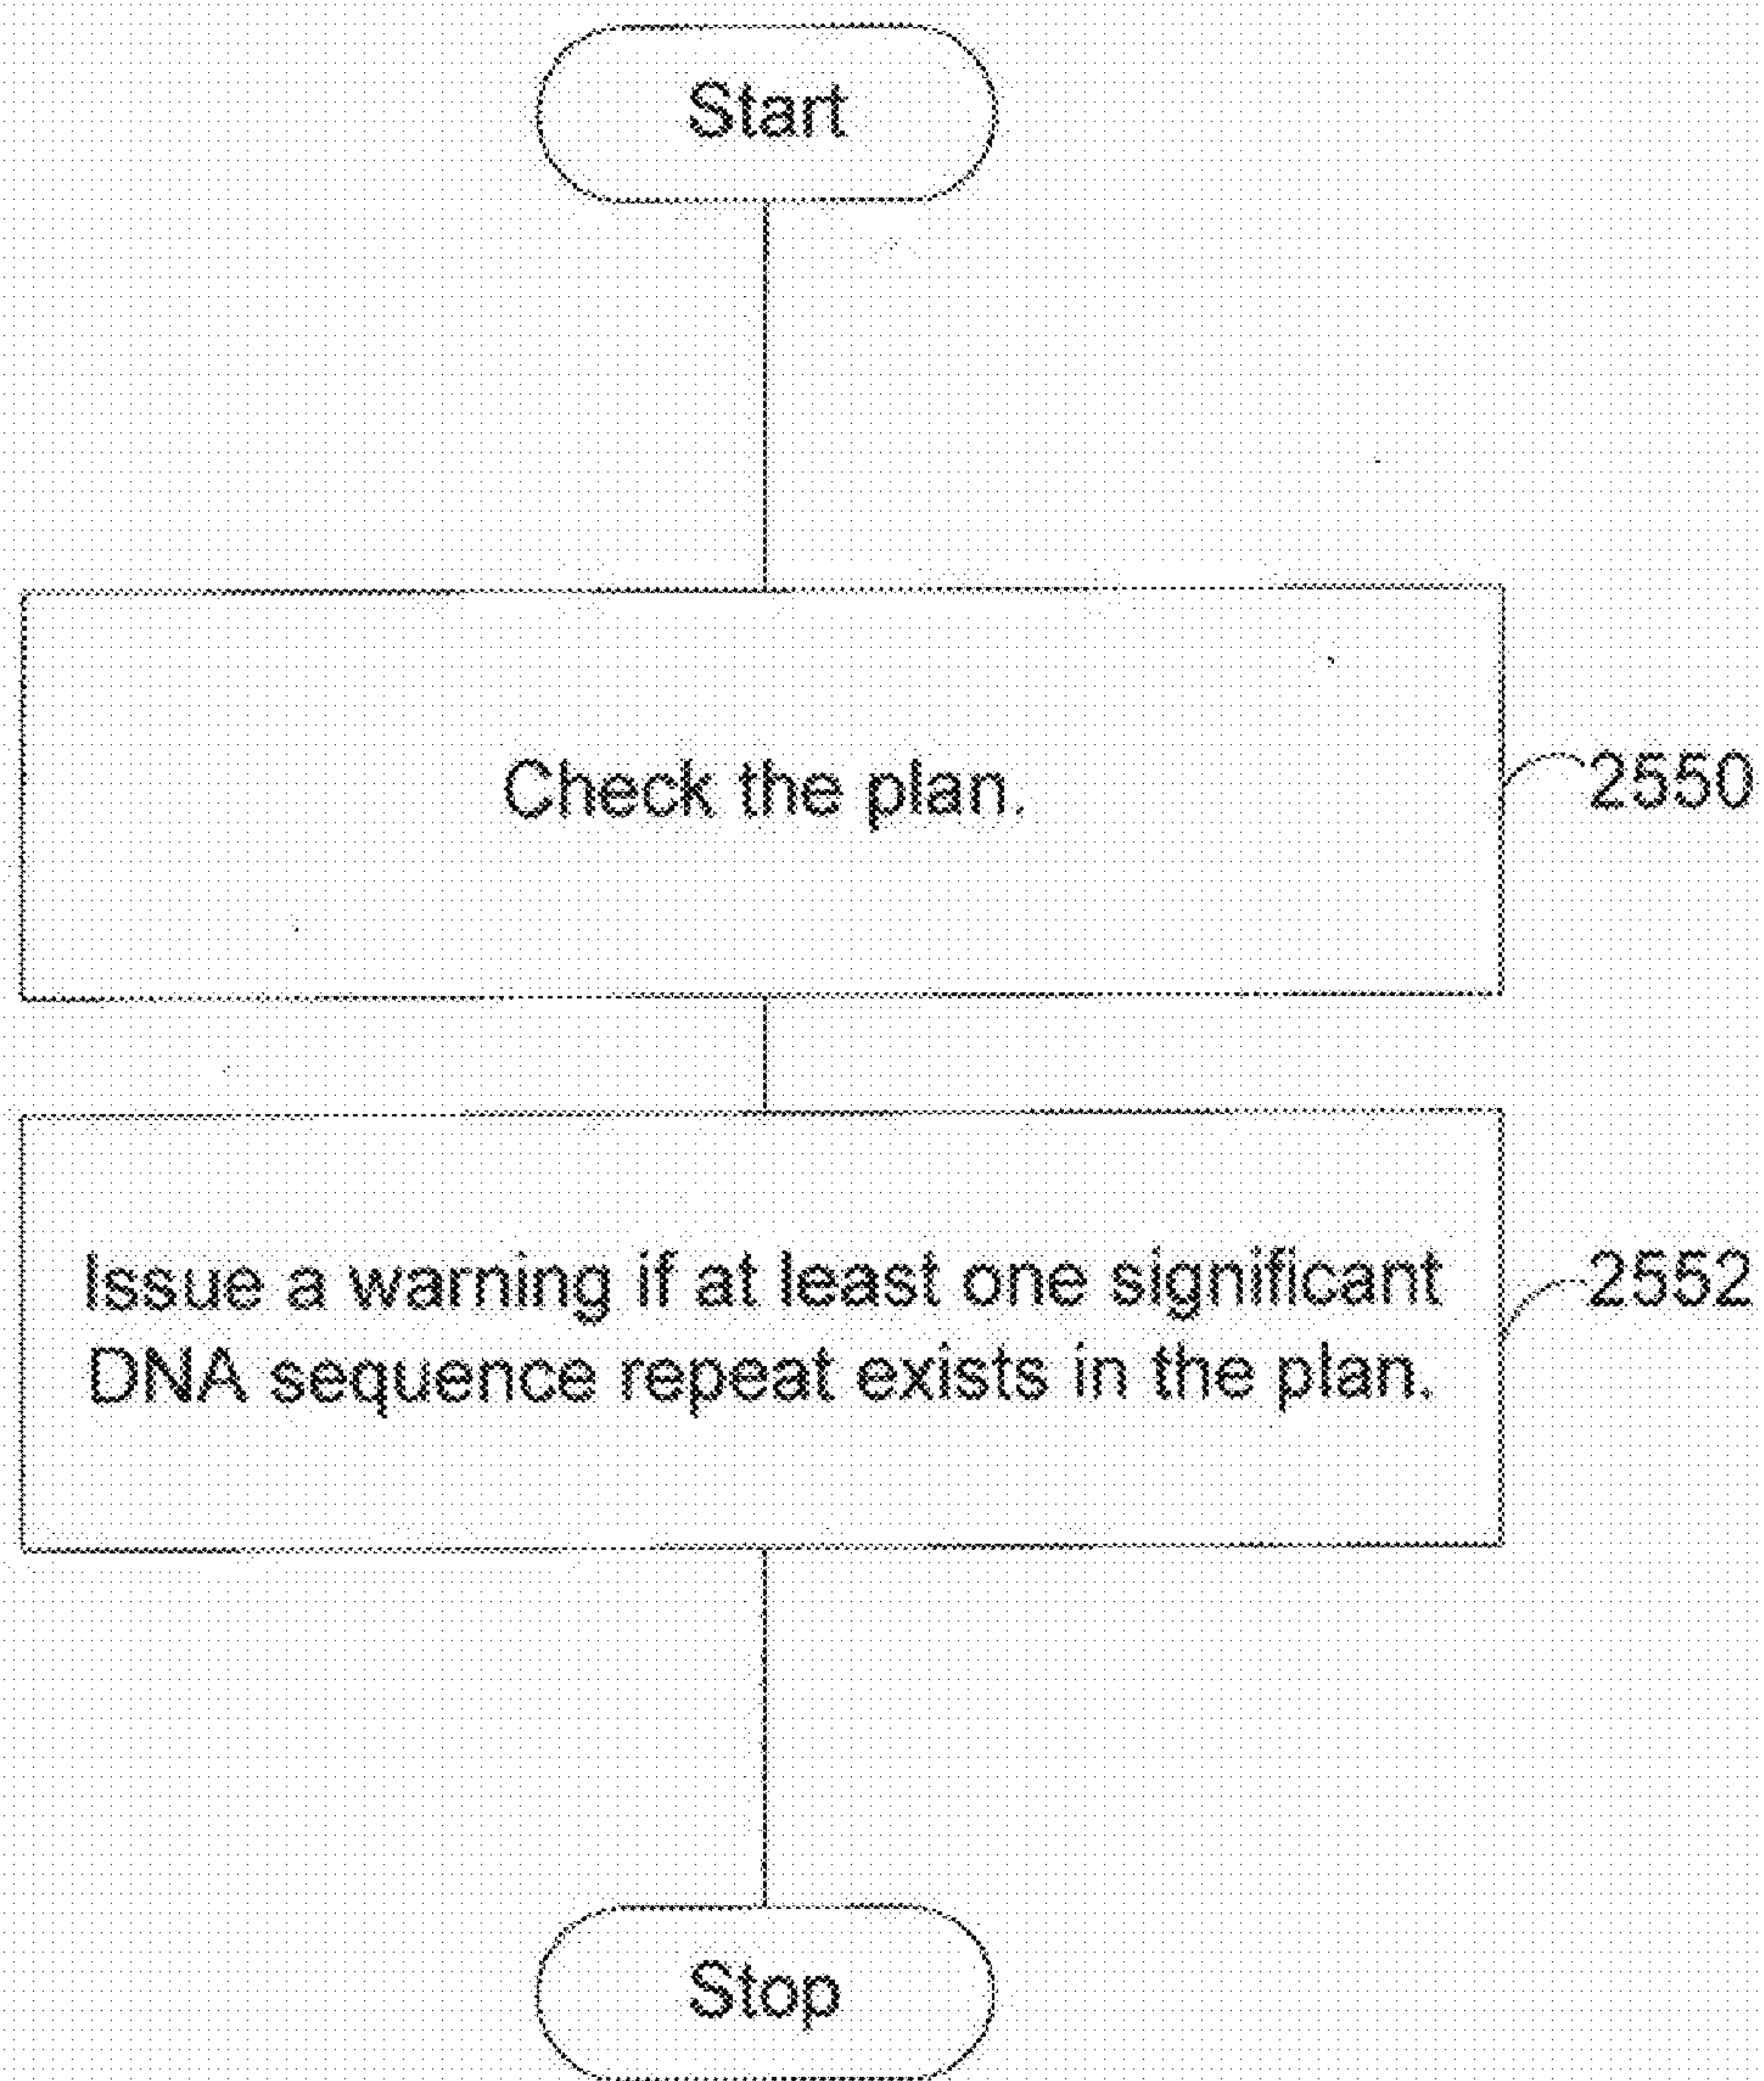 Start
Check the plan.
2550
Issue a warning if at least one significant
DNA sequence repeat exists in the plan.
2552
Stop